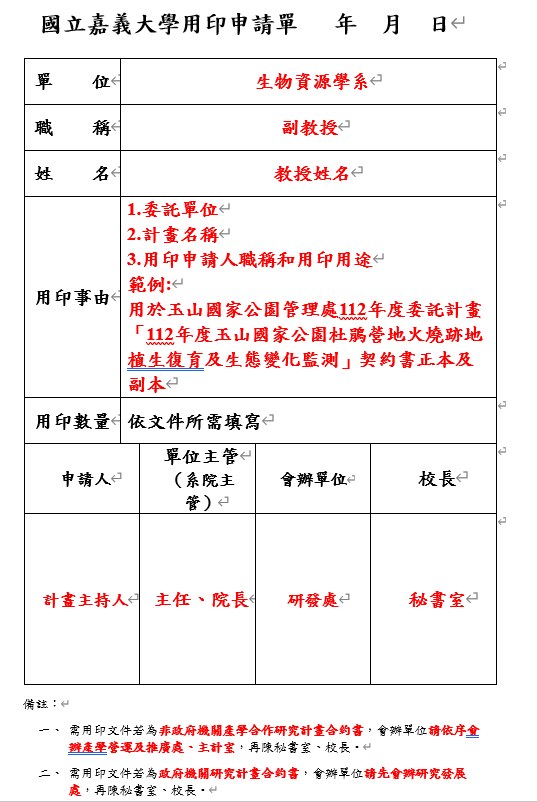 國立嘉義大學用印申請單 年 月 日
單 位 生物資源學系
職 稱 副教授
姓 名 教授姓名
用印事由
1.委託單位
2.計畫名稱
3.用印申請人職稱和用印用途
範例:
用於玉山國家公園管理處112年度委託計畫
「112年度玉山國家公園杜鵑營地火燒跡地
植生復育及生態變化監測」契約書正本及
副本
用印數量 依文件所需填寫
申請人
單位主管
（系院主
管）
會辦單位
校長
計畫主持人 主任、院長 研發處 秘書室
備註：
一、 需用印文件若為非政府機關產學合作研究計畫合約書，會辦單位請依序會
辦產學營運及推廣處、主計室，再陳秘書室、校長。
二、 需用印文件若為政府機關研究計畫合約書，會辦單位請先會辦研究發展
處，再陳秘書室、校長。